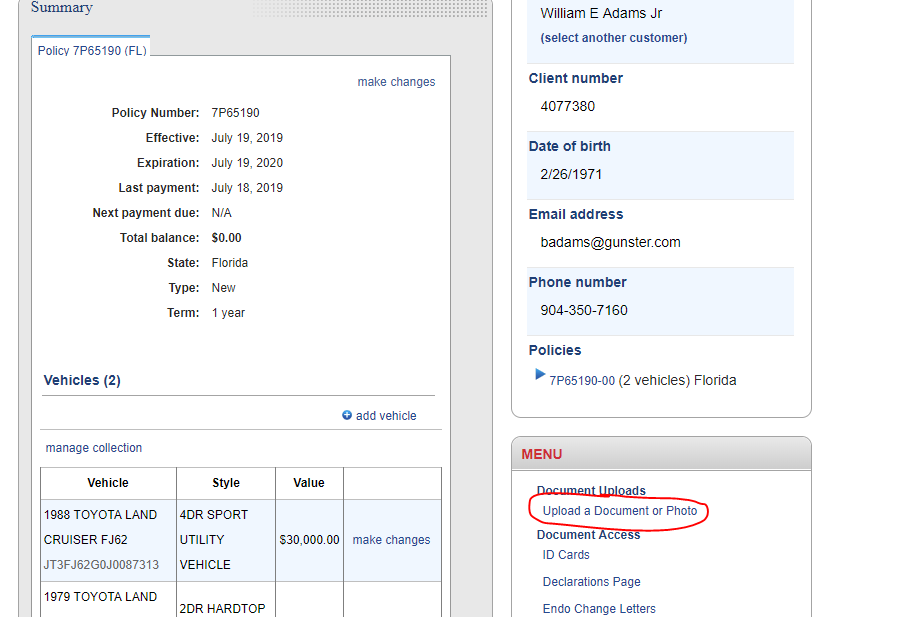 Summary
Policy 7P65190 (FL)
make changes
Policy Number: 7P65190
Effective: July 19, 2019
Expiration: July 19, 2020
Last payment: July 18, 2019
Next payment due: N/A
Total balance: $0.00
State: Florida
Type: New
Term: 1 year
Vehicles (2)
add vehicle
manage collection
Vehicle Style Value
1988 TOYOTA LAND 4DR SPORT
CRUISER FJ62 UTILITY $30,000.00 make changes
JT3FJ62G0J0087313 VEHICLE
1979 TOYOTA LAND
2DR HARDTOP
William E Adams Jr
(select another customer)
Client number
4077380
Date of birth
2/26/1971
Email address
badams@gunster.com
Phone number
904-350-7160
Policies
7P65190-00 (2 vehicles) Florida
MENU
Document Uploads
Upload a Document or Photo
Document Access
ID Cards
Declarations Page
Endo Change Letters